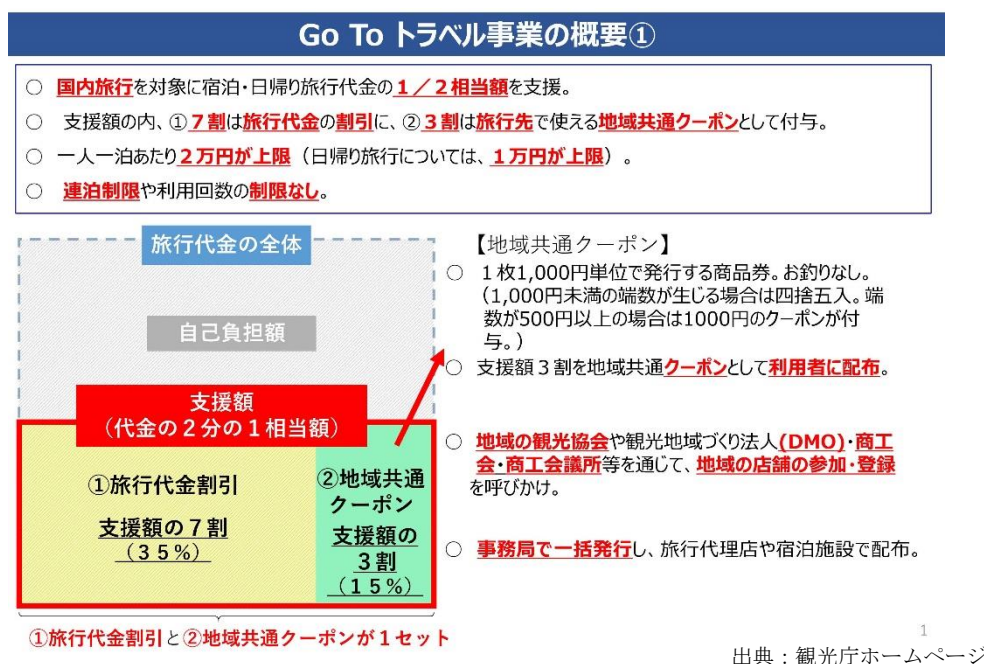 Go To トラベル事業の概要①
○ 国内旅行を対象に宿泊・日帰り旅行代金の１／２相当額を支援。
○ 支援額の内、①７割は旅行代金の割引に、②３割は旅行先で使える地域共通クーポンとして付与。
○ 一人一泊あたり２万円が上限（日帰り旅行については、１万円が上限）。
○ 連泊制限や利用回数の制限なし。
旅行代金の全体
自己負担額
支援額
（代金の２分の１相当額）
①旅行代金割引
支援額の７割
（３５％）
②地域共通
クーポン
支援額の
３割
（１５％）
①旅行代金割引と②地域共通クーポンが１セット
【地域共通クーポン】
○ １枚1,000円単位で発行する商品券。お釣りなし。
（1,000円未満の端数が生じる場合は四捨五入。端
数が500円以上の場合は1000円のクーポンが付
与。）
○ 支援額３割を地域共通クーポンとして利用者に配布。
○ 地域の観光協会や観光地域づくり法人(DMO)・商工
会・商工会議所等を通じて、地域の店舗の参加・登録
を呼びかけ。
○ 事務局で一括発行し、旅行代理店や宿泊施設で配布。
1
出典：観光庁ホームページ